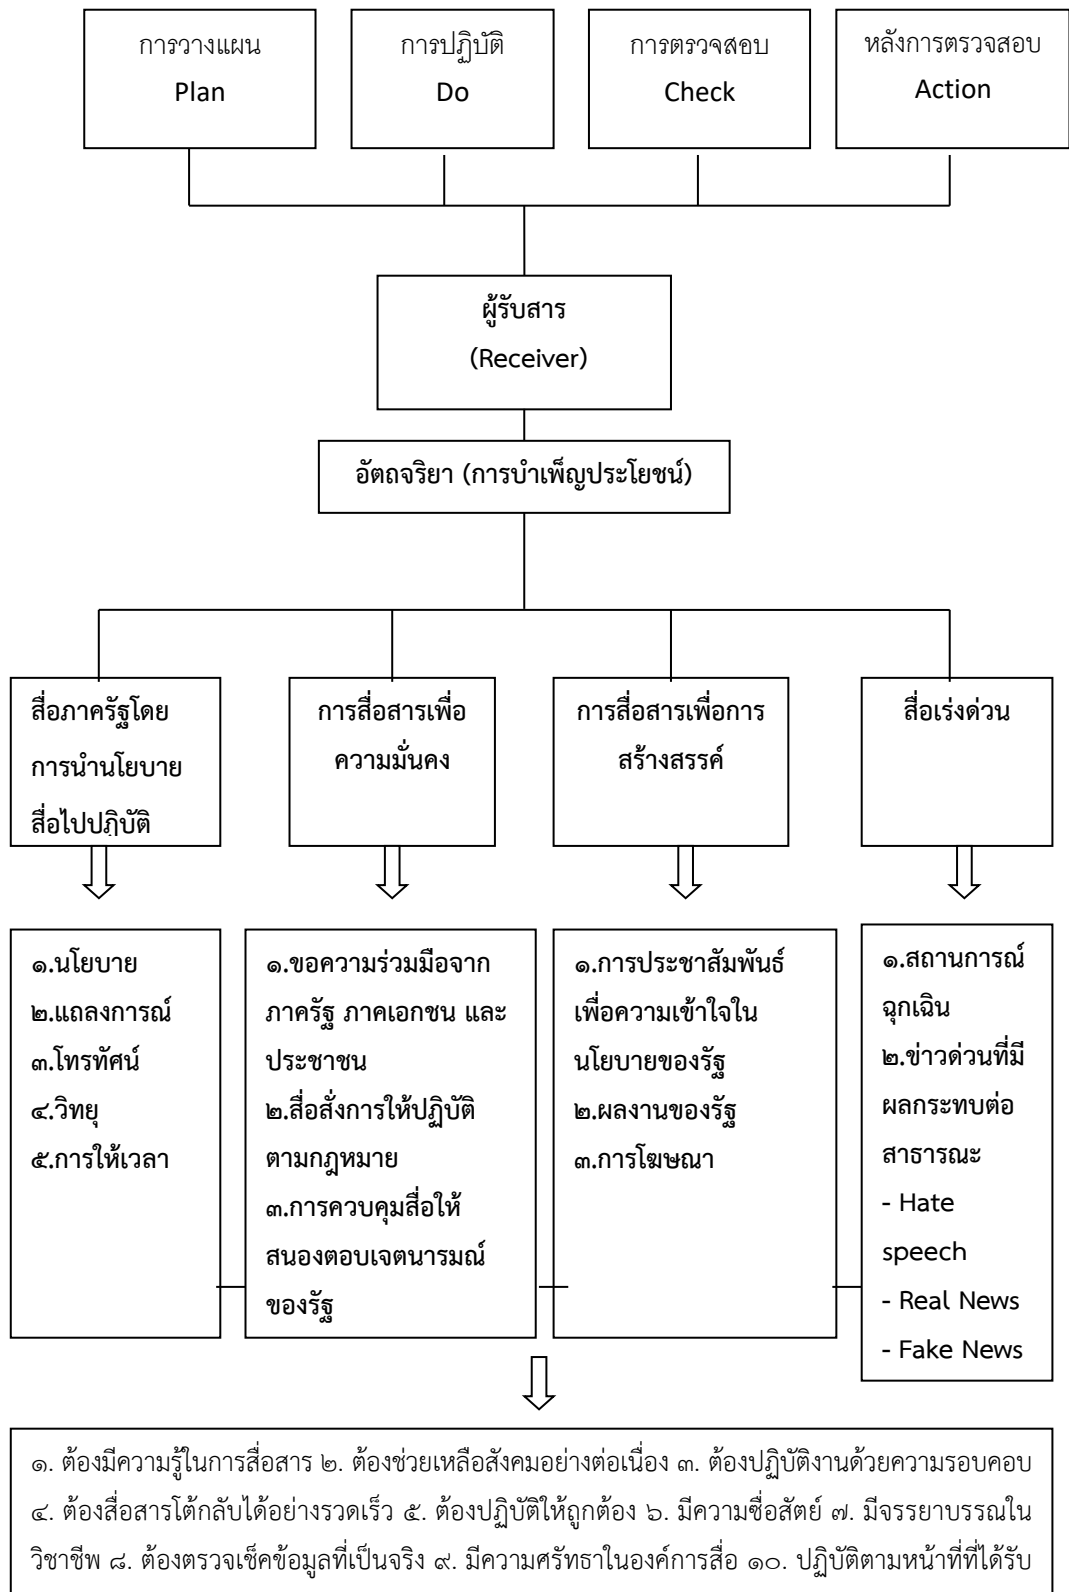 การวางแผน
Plan
การปฏิบัติ
Do
การตรวจสอบ
Check
หลังการตรวจสอบ
Action
ผู้รับสาร
(Receiver)
อัตถจริยา (การบำเพ็ญประโยชน์)
สื่อภาครัฐโดย
การนำนโยบาย
สื่อไปปฏิบัติ
การสื่อสารเพื่อ
ความมั่นคง
การสื่อสารเพื่อการ
สร้างสรรค์
สื่อเร่งด่วน
๑.นโยบาย
๒.แถลงการณ์
๓.โทรทัศน์
๔.วิทยุ
๕.การให้เวลา
๑.ขอความร่วมมือจาก
ภาครัฐ ภาคเอกชน และ
ประชาชน
๒.สื่อสั่งการให้ปฏิบัติ
ตามกฎหมาย
๓.การควบคุมสื่อให้
สนองตอบเจตนารมณ์
ของรัฐ
๑.การประชาสัมพันธ์
เพื่อความเข้าใจใน
นโยบายของรัฐ
๒.ผลงานของรัฐ
๓.การโฆษณา
๑.สถานการณ์
ฉุกเฉิน
๒.ข่าวด่วนที่มี
ผลกระทบต่อ
สาธารณะ
- Hate
speech
- Real News
- Fake News
๑. ต้องมีความรู้ในการสื่อสาร ๒. ต้องช่วยเหลือสังคมอย่างต่อเนื่อง ๓. ต้องปฏิบัติงานด้วยความรอบคอบ
๔. ต้องสื่อสารโต้กลับได้อย่างรวดเร็ว ๕. ต้องปฏิบัติให้ถูกต้อง ๖. มีความซื่อสัตย์ ๗. มีจรรยาบรรณใน
วิชาชีพ ๘. ต้องตรวจเช็คข้อมูลที่เป็นจริง ๙. มีความศรัทธาในองค์การสื่อ ๑๐. ปฏิบัติตามหน้าที่ที่ได้รับ